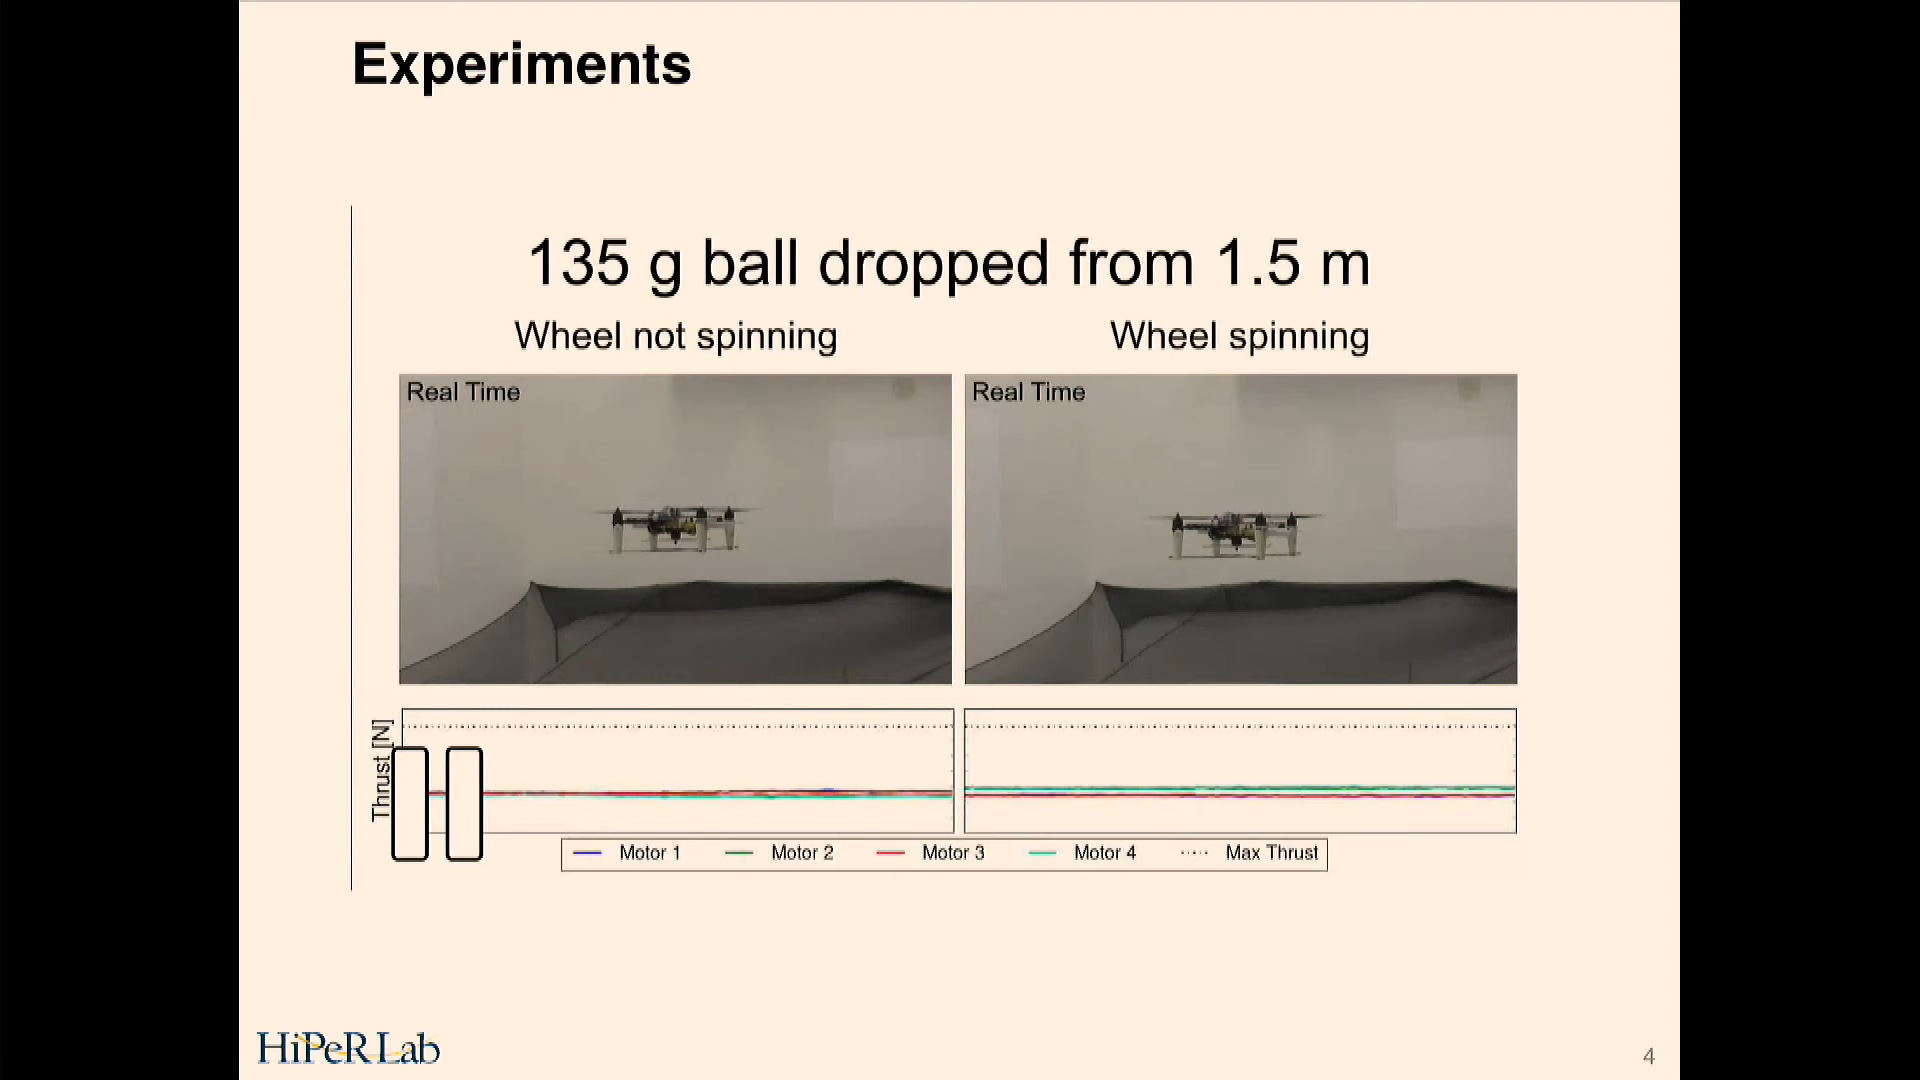 Experiments
135 g ball dropped from 1.5 m
Wheel not spinning
Wheel spinning
Real Time
Real Time
Thrust [N]
Motor 1
Motor 2
Motor 3
Motor 4
Max Thrust
HiPeR Lab
4